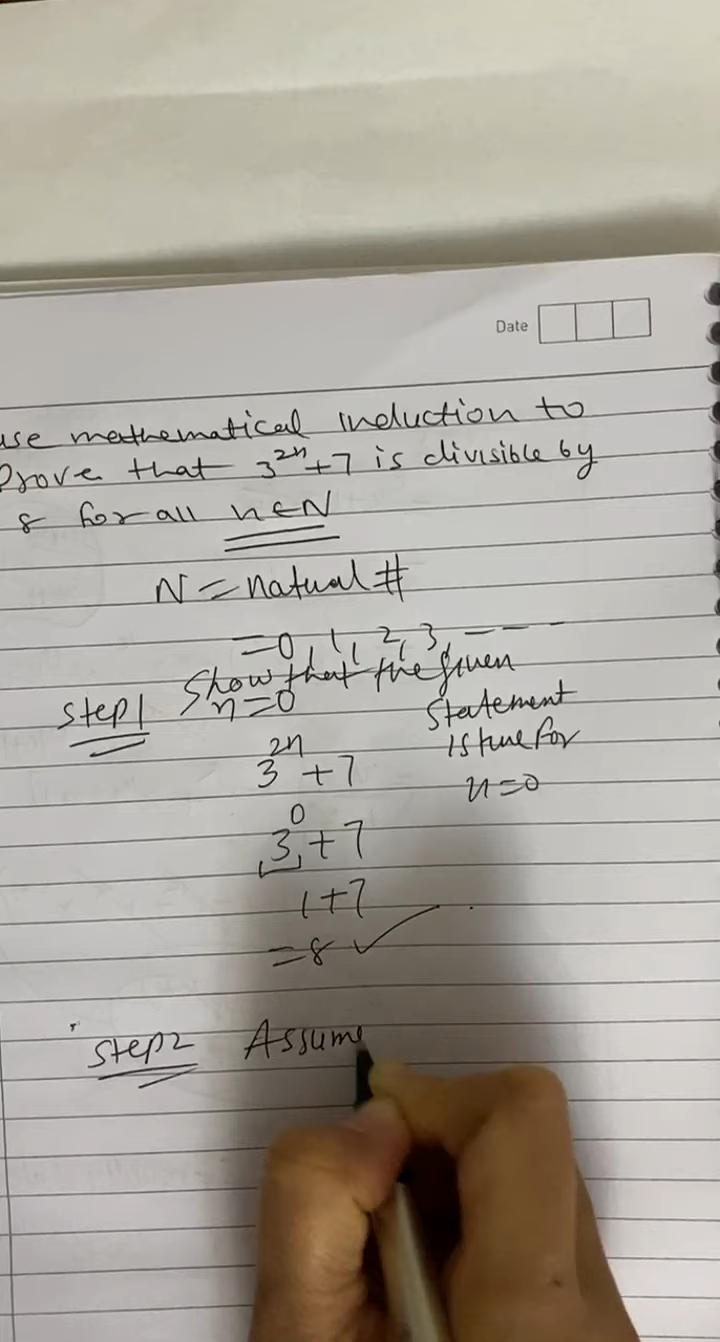 Date
use mathematical induction to
Prove that 3^2n + 7 is divisible by
8 for all n∈N
N = natual #
= 0, 1, 2, 3, - - -
Step1 Show that the given
n=0 Statement
3^2n + 7 is true for
n=0
3^0 + 7
1+7
=8 ✓
Step2 Assume